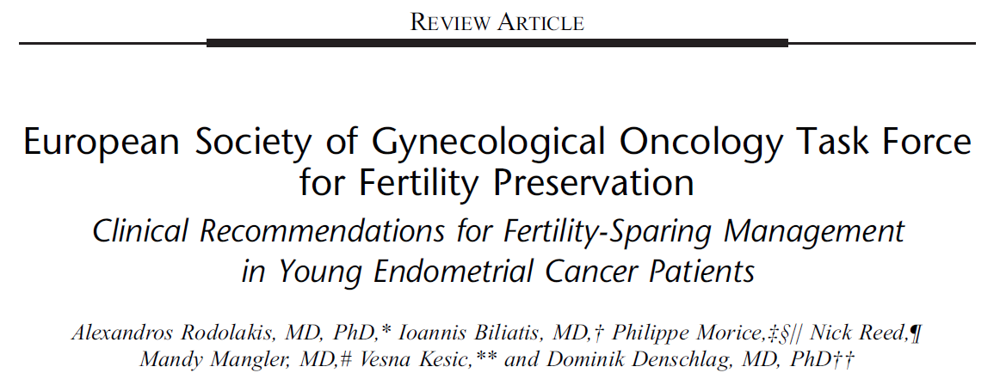 REVIEW ARTICLE
European Society of Gynecological Oncology Task Force
for Fertility Preservation
Clinical Recommendations for Fertility-Sparing Management
in Young Endometrial Cancer Patients
Alexandros Rodolakis, MD, PhD,* Ioannis Biliatis, MD,† Philippe Morice,‡§|| Nick Reed,¶
Mandy Mangler, MD,# Vesna Kesic,** and Dominik Denschlag, MD, PhD††